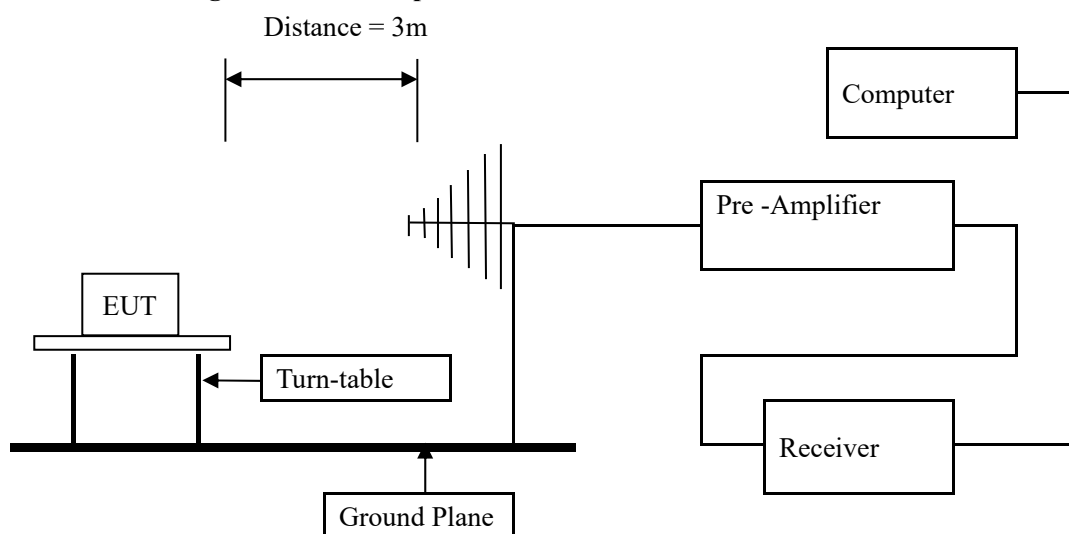 Distance = 3m
Computer
Pre -Amplifier
EUT
Turn-table
Receiver
Ground Plane